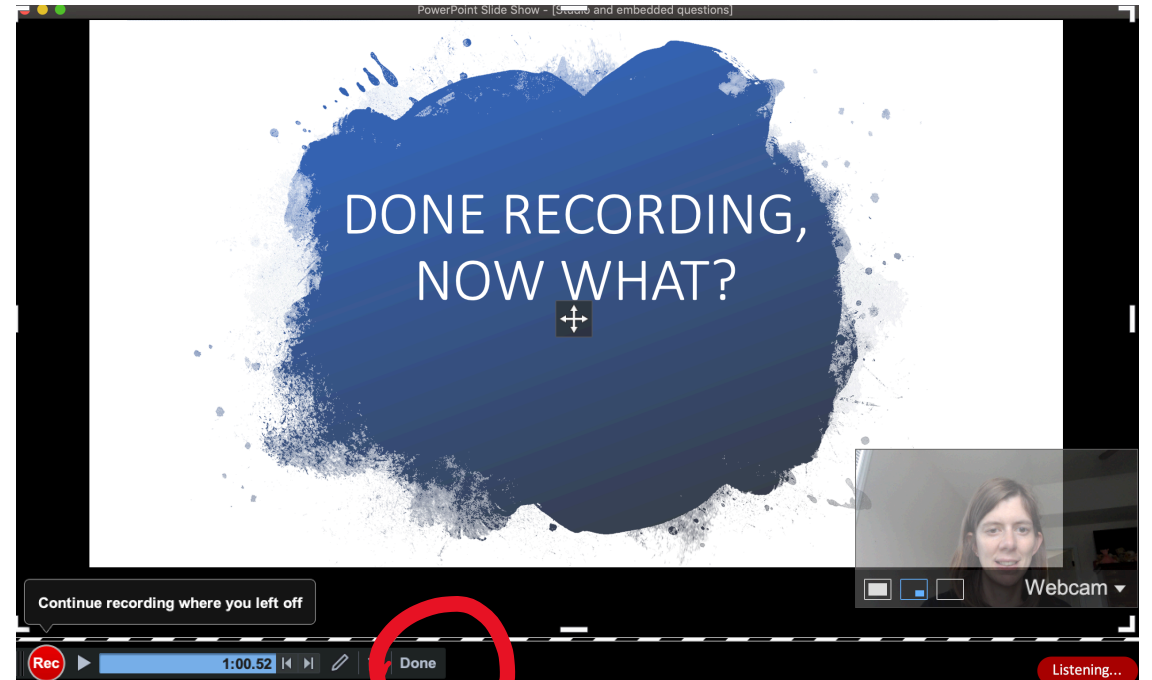 PowerPoint Slide Show - [Studio and embedded questions]
DONE RECORDING,
NOW WHAT?
Webcam
Continue recording where you left off
Rec
1:00.52
Done
Listening...